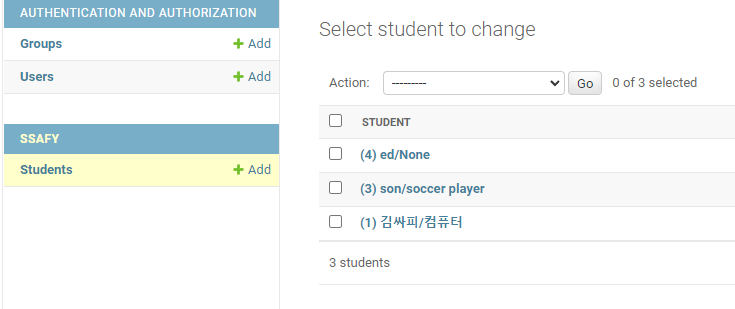 AUTHENTICATION AND AUTHORIZATION
Groups + Add
Users + Add
SSAFY
Students + Add
Select student to change
Action: --------- Go 0 of 3 selected
STUDENT
(4) ed/None
(3) son/soccer player
(1) 김싸피/컴퓨터
3 students